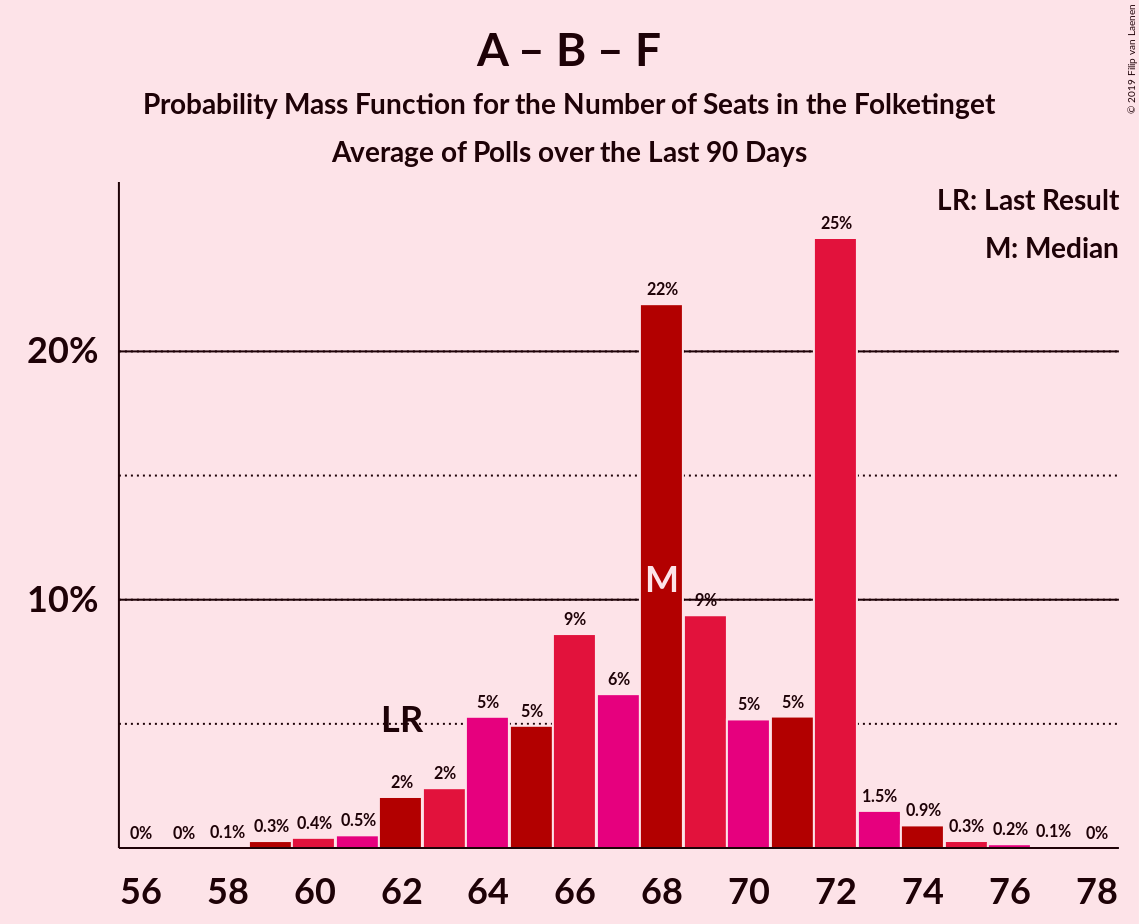 A – B – F
Probability Mass Function for the Number of Seats in the Folketinget
Average of Polls over the Last 90 Days
© 2019 Filip van Laenen
LR: Last Result
M: Median
20%
10%
0% 0% 0.1% 0.3% 0.4% 0.5% 2% 2% 5% 5% 9% 6% 22% 9% 5% 5% 25% 1.5% 0.9% 0.3% 0.2% 0.1% 0%
LR
M
56 58 60 62 64 66 68 70 72 74 76 78